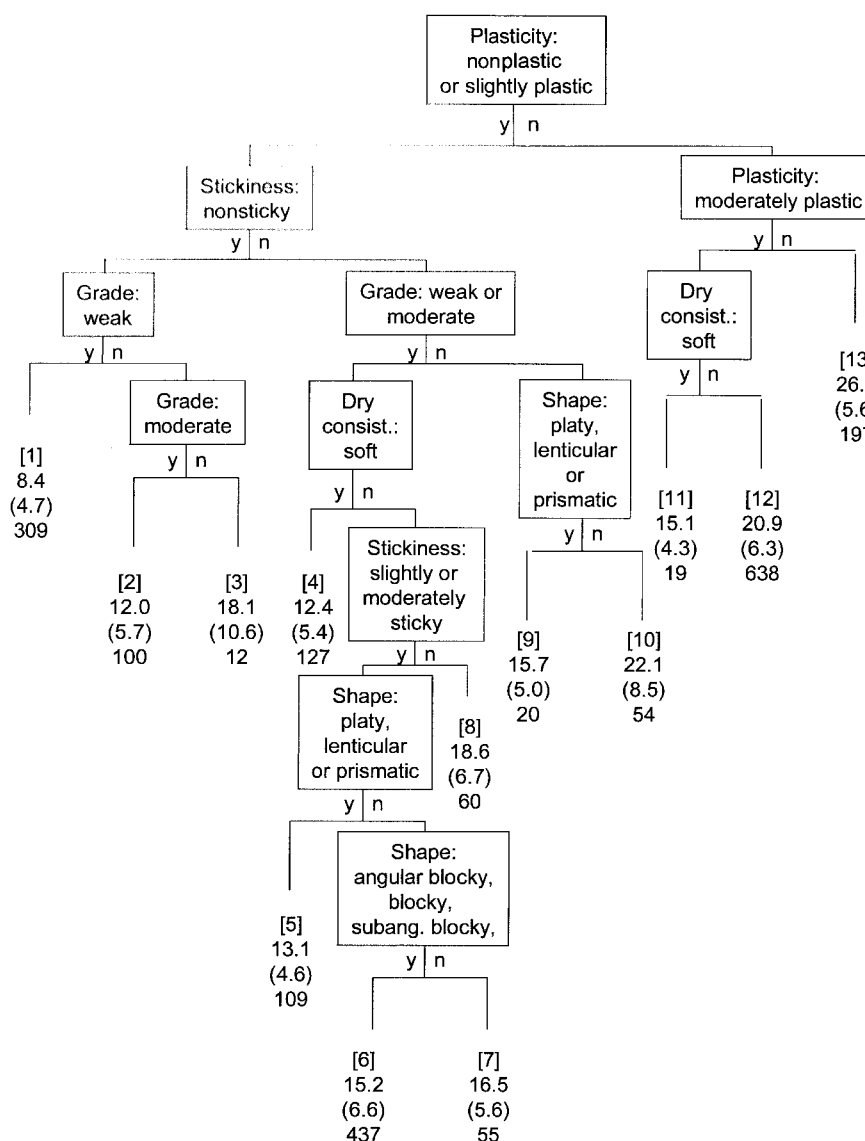 Plasticity:
nonplastic
or slightly plastic
y n
Stickiness:
nonsticky
y n
Plasticity:
moderately plastic
y n
Grade:
weak
y n
Grade: weak or
moderate
y n
Dry
consist.:
soft
y n
[13
26.
(5.6
197
Grade:
moderate
y n
Dry
consist.:
soft
y n
Shape:
platy,
lenticular
or
prismatic
y n
[1]
8.4
(4.7)
309
[11]
15.1
(4.3)
19
[12]
20.9
(6.3)
638
Stickiness:
slightly or
moderately
sticky
y n
[2]
12.0
(5.7)
100
[3]
18.1
(10.6)
12
[4]
12.4
(5.4)
127
[9]
15.7
(5.0)
20
[10]
22.1
(8.5)
54
Shape:
platy,
lenticular
or prismatic
y n
[8]
18.6
(6.7)
60
Shape:
angular blocky,
blocky,
subang. blocky,
y n
[5]
13.1
(4.6)
109
[6]
15.2
(6.6)
437
[7]
16.5
(5.6)
55